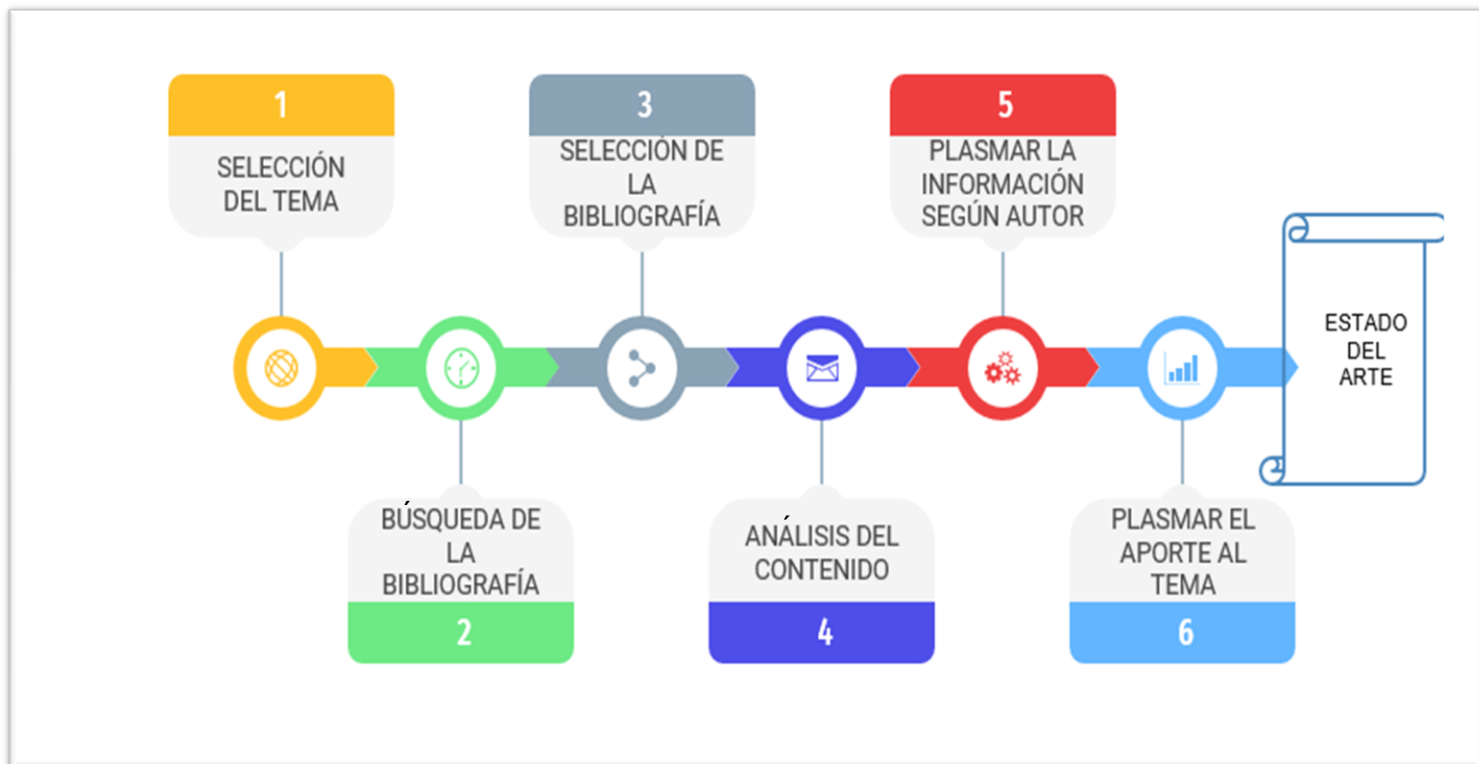 1
SELECCIÓN
DEL TEMA
2
BÚSQUEDA DE
LA
BIBLIOGRAFÍA
3
SELECCIÓN DE
LA
BIBLIOGRAFÍA
4
ANÁLISIS DEL
CONTENIDO
5
PLASMAR LA
INFORMACIÓN
SEGÚN AUTOR
6
PLASMAR EL
APORTE AL
TEMA
ESTADO
DEL
ARTE